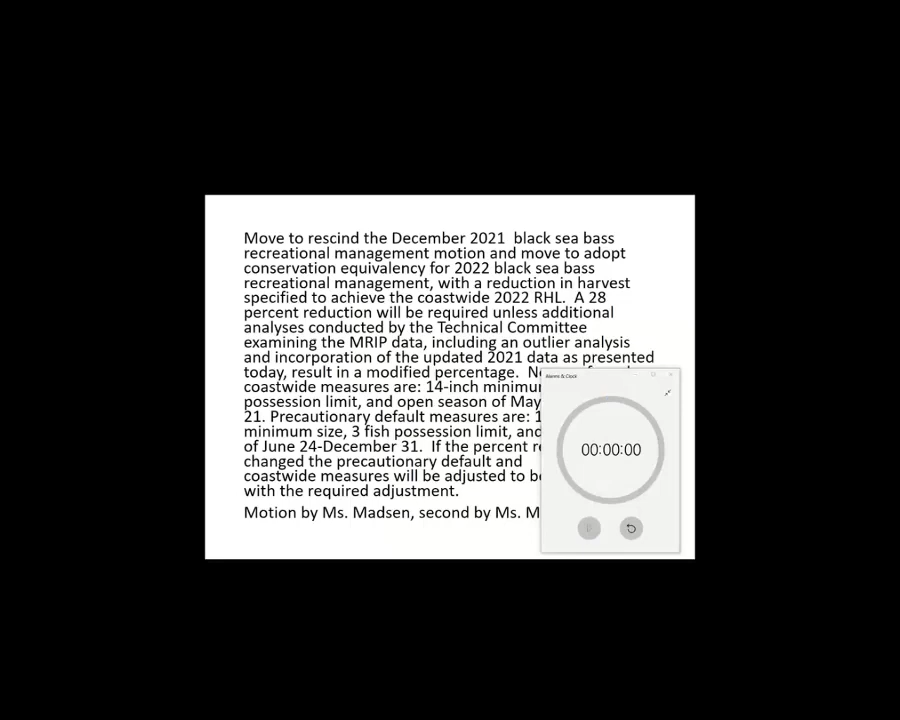 Move to rescind the December 2021 black sea bass
recreational management motion and move to adopt
conservation equivalency for 2022 black sea bass
recreational management, with a reduction in harvest
specified to achieve the coastwide 2022 RHL. A 28
percent reduction will be required unless additional
analyses conducted by the Technical Committee
examining the MRIP data, including an outlier analysis
and incorporation of the updated 2021 data as presented
today, result in a modified percentage.
coastwide measures are: 14-inch minimum
possession limit, and open season of May
21. Precautionary default measures are: 1
minimum size, 3 fish possession limit, and
of June 24-December 31. If the percent
changed the precautionary default and
coastwide measures will be adjusted to
with the required adjustment.
Motion by Ms. Madsen, second by Ms. M
Alarms & Clock
00:00:00